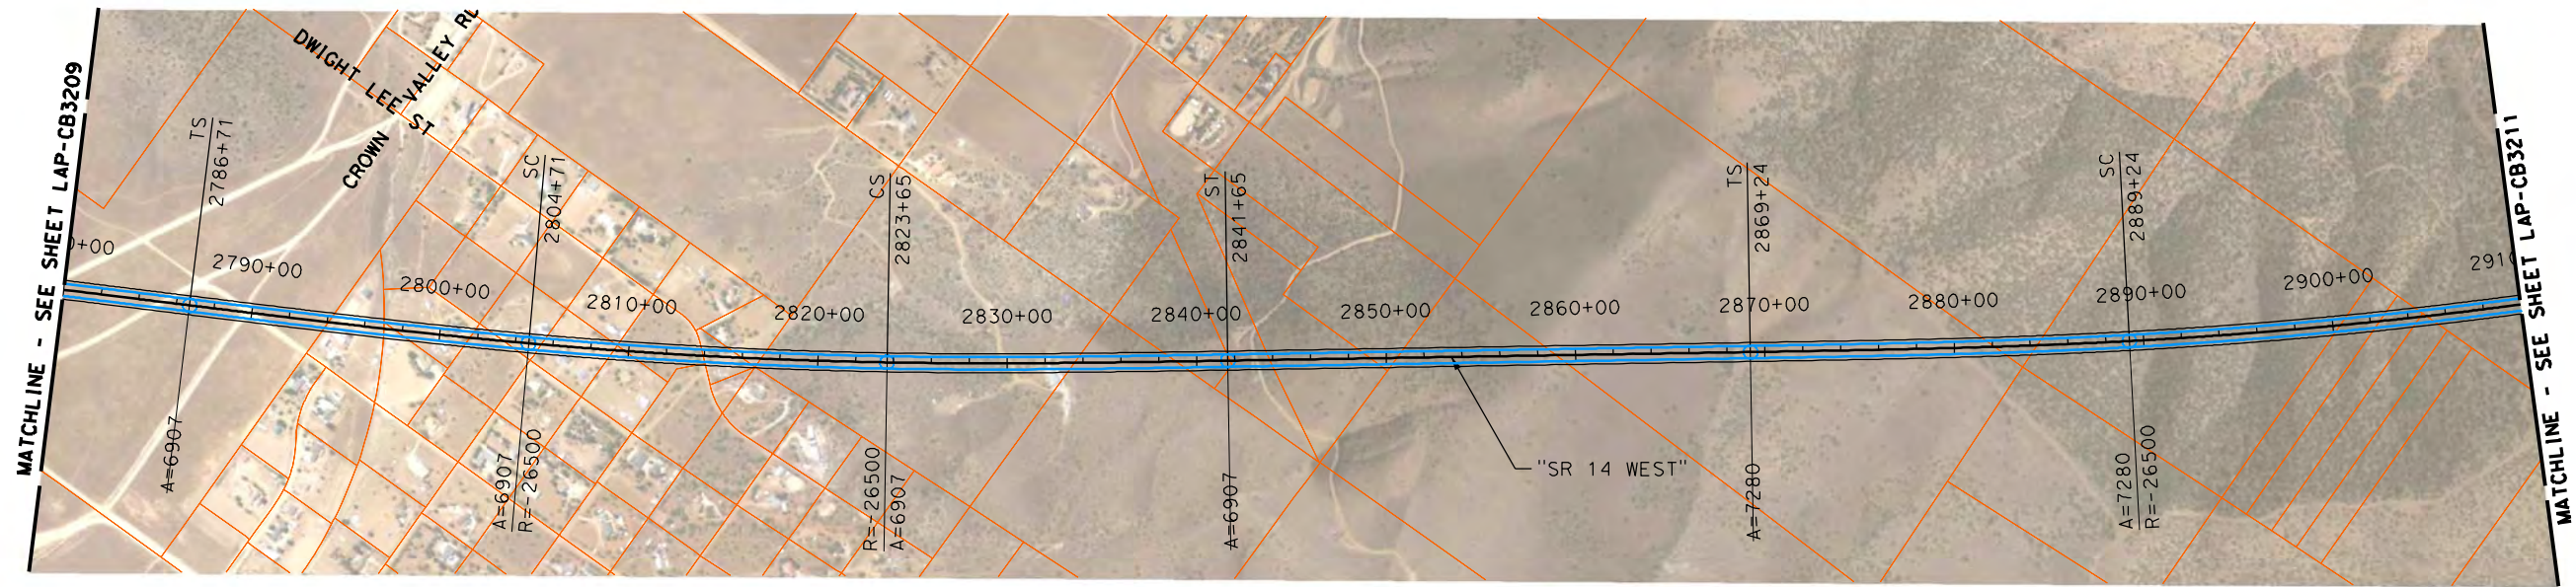 MATCHLINE - SEE SHEET LAP-CB3209
DWIGHT LEE ST
CROWN VALLEY
TS
2786+71
SC
2804+71
CS
2823+65
ST
2841+65
TS
2869+24
SC
2889+24
2790+00
2800+00
2810+00
2820+00
2830+00
2840+00
2850+00
2860+00
2870+00
2880+00
2890+00
2900+00
A=6907
A=6907
R=-26500
R=-26500
A=6907
A=6907
"SR 14 WEST"
A=7280
A=7280
R=-26500
MATCHLINE - SEE SHEET LAP-CB3211